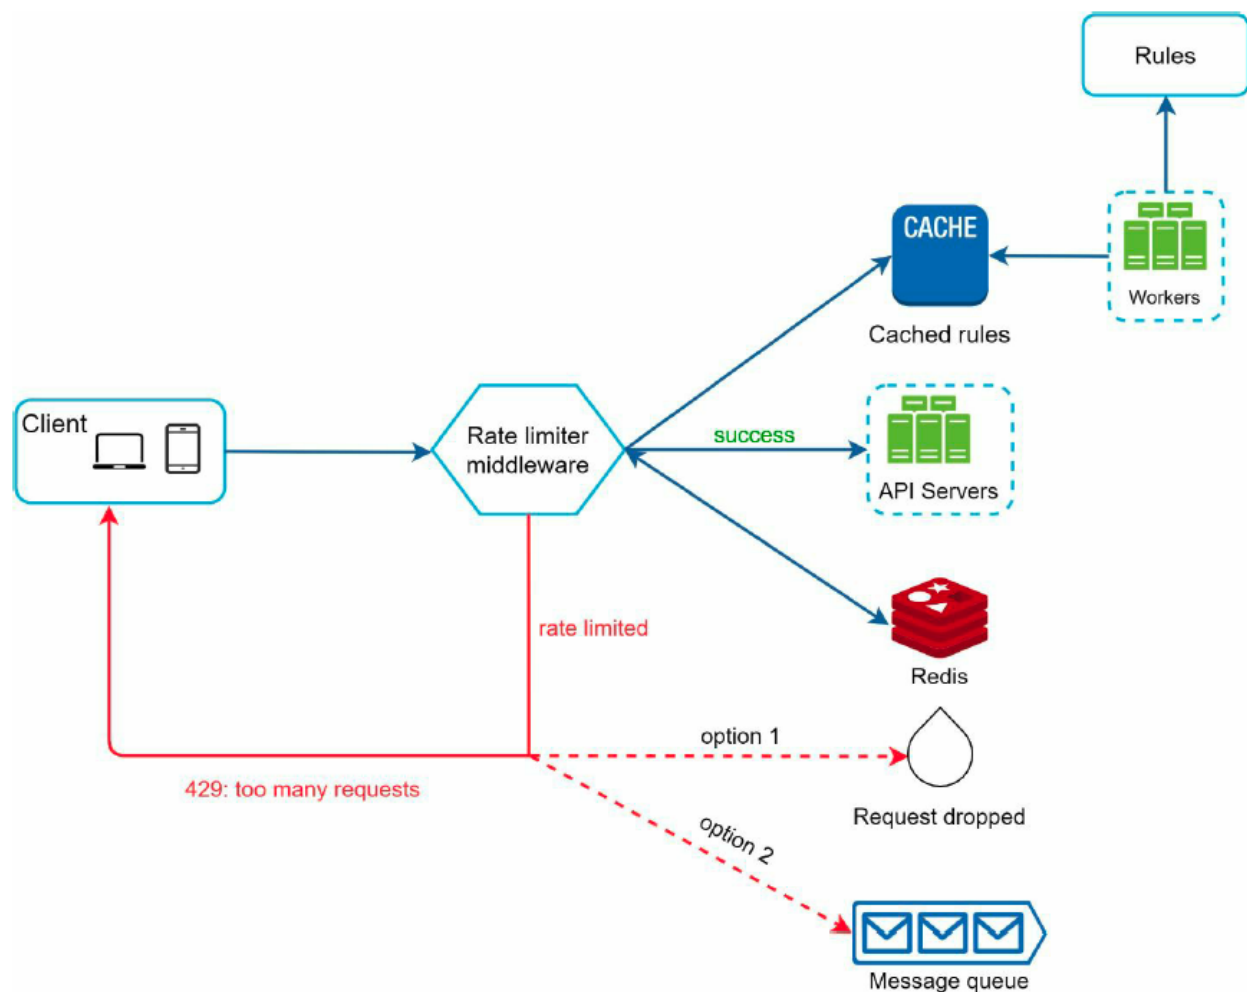 Rules
CACHE
Workers
Cached rules
Client
Rate limiter
middleware
success
API Servers
rate limited
Redis
option 1
429: too many requests
Request dropped
option 2
Message queue